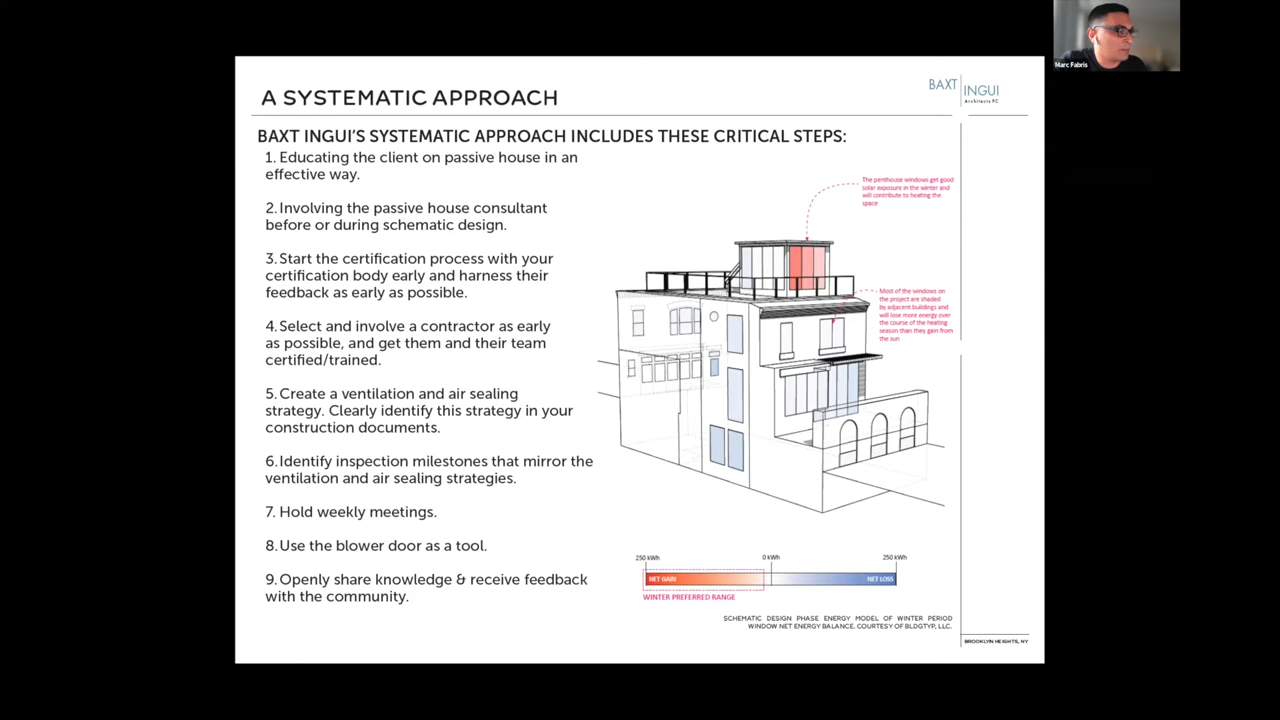 Marc Fabris
A SYSTEMATIC APPROACH
BAXT
INGUI
Architects PC
BAXT INGUI'S SYSTEMATIC APPROACH INCLUDES THESE CRITICAL STEPS:
1. Educating the client on passive house in an
effective way.
2. Involving the passive house consultant
before or during schematic design.
3. Start the certification process with your
certification body early and harness their
feedback as early as possible.
4. Select and involve a contractor as early
as possible, and get them and their team
certified/trained.
5. Create a ventilation and air sealing
strategy. Clearly identify this strategy in your
construction documents.
6. Identify inspection milestones that mirror the
ventilation and air sealing strategies.
7. Hold weekly meetings.
8. Use the blower door as a tool.
9. Openly share knowledge & receive feedback
with the community.
The penthouse windows get good
solar exposure in the winter and
will contribute to heating the
space
Most of the windows on
the project are shaded
by adjacent buildings and
will lose more energy over
the course of the heating
season than they gain from
the sun
250 kWh
0 kWh
250 kWh
NET GAIN
NET LOSS
WINTER PREFERRED RANGE
SCHEMATIC DESIGN PHASE ENERGY MODEL OF WINTER PERIOD
WINDOW NET ENERGY BALANCE. COURTESY OF BLDGTYP, LLC.
BROOKLYN HEIGHTS, NY